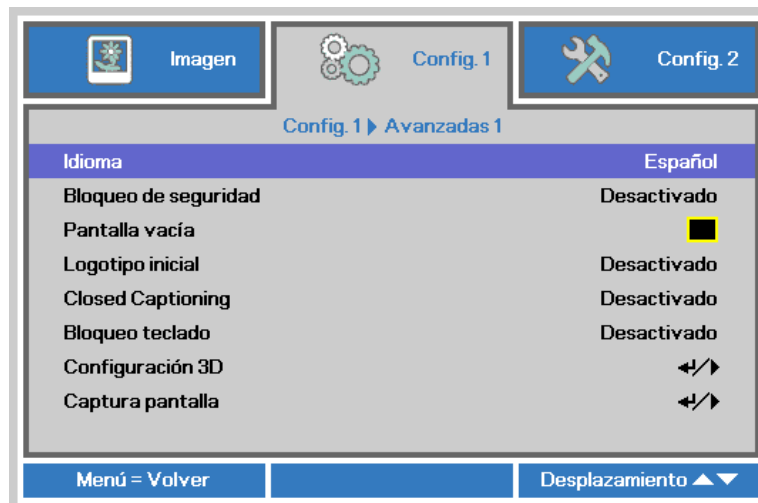 Imagen
Config. 1
Config. 2
Config. 1 Avanzadas 1
Idioma Español
Bloqueo de seguridad Desactivado
Pantalla vacía
Logotipo inicial Desactivado
Closed Captioning Desactivado
Bloqueo teclado Desactivado
Configuración 3D
Captura pantalla
Menú = Volver
Desplazamiento